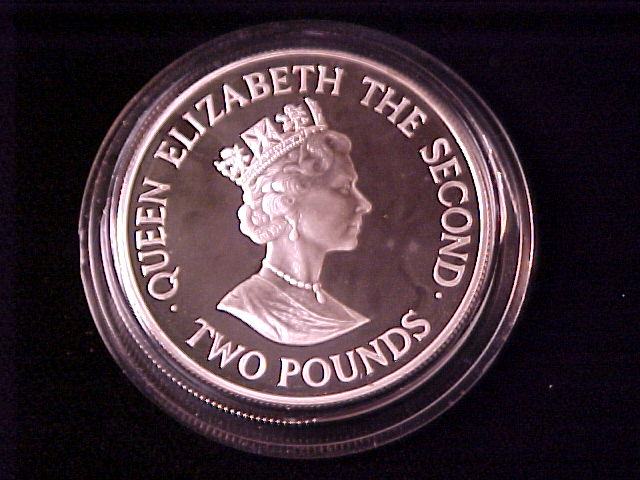 · QUEEN ELIZABETH THE SECOND ·
TWO POUNDS